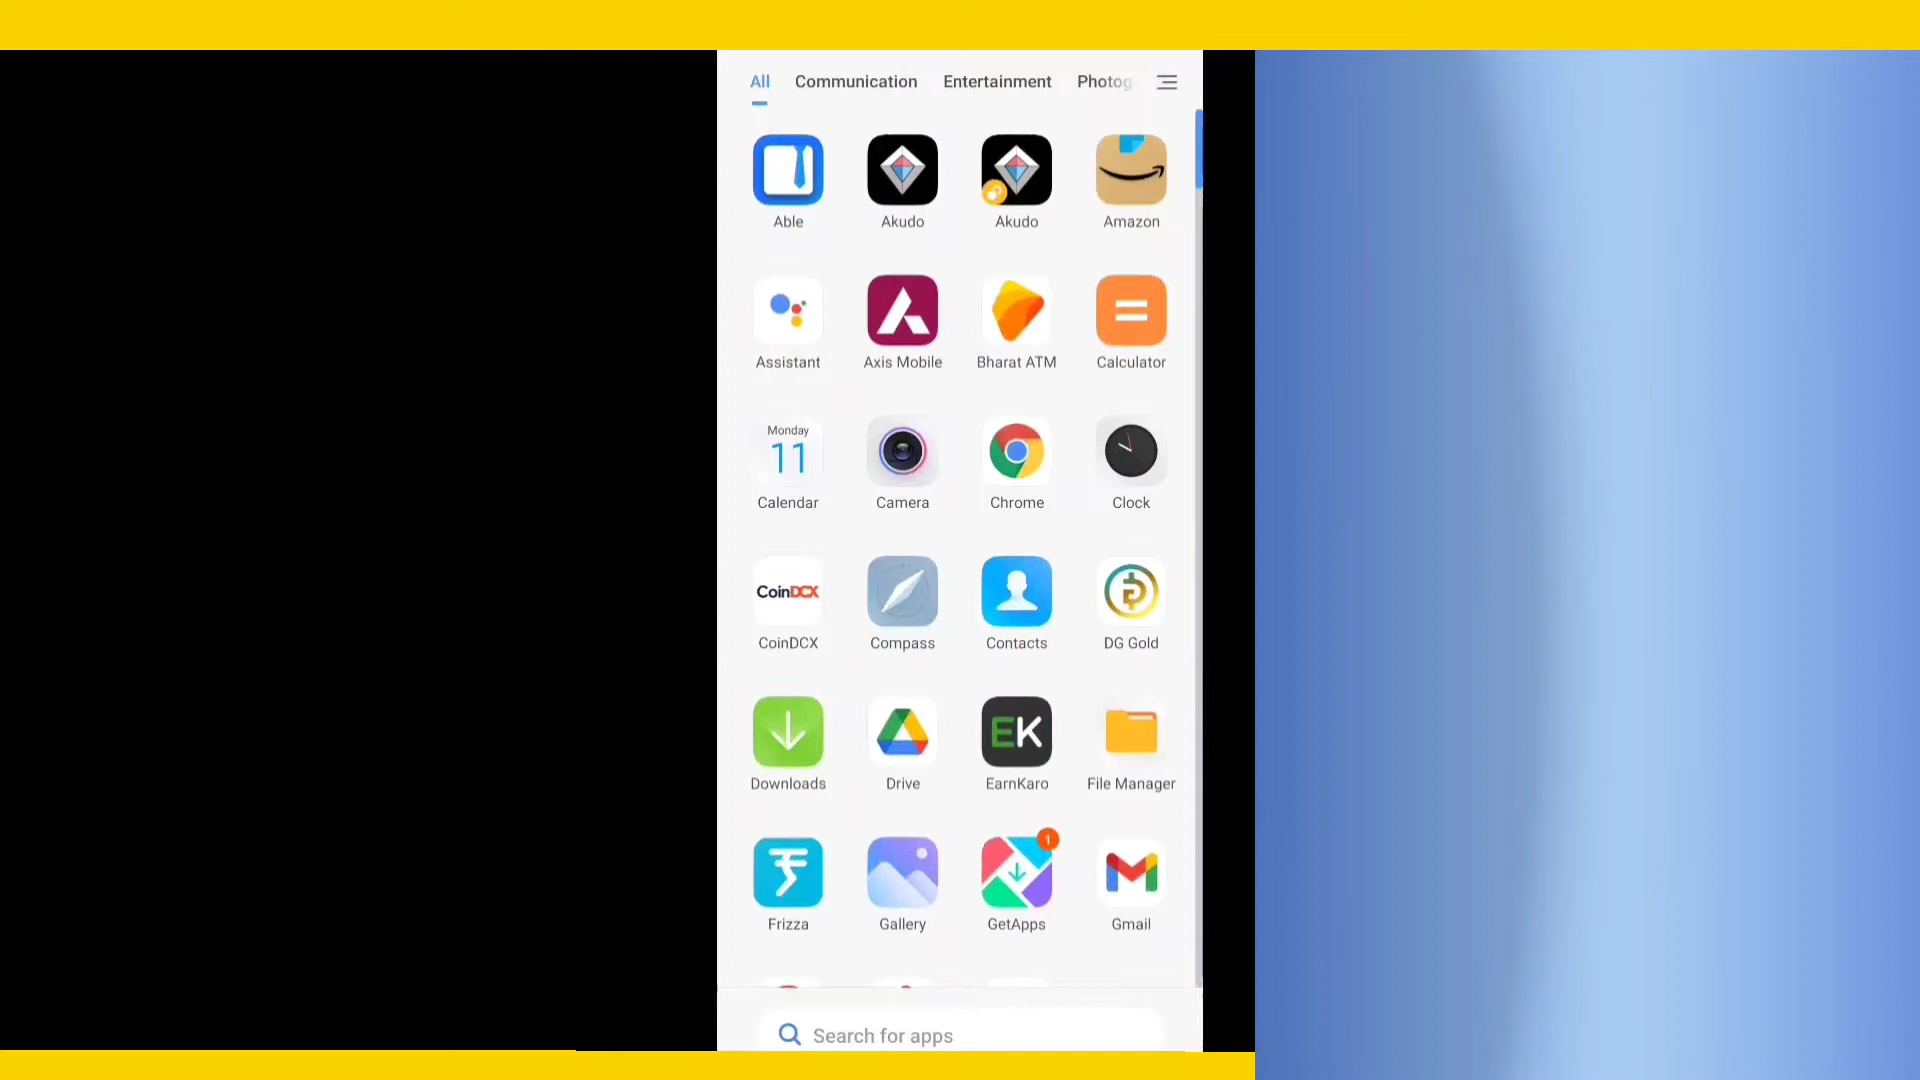 All Communication Entertainment Photog
Able Akudo Akudo Amazon
Assistant Axis Mobile Bharat ATM Calculator
Monday
11
Calendar Camera Chrome Clock
CoinDCX
CoinDCX Compass Contacts DG Gold
EK
Downloads Drive EarnKaro File Manager
1
Frizza Gallery GetApps Gmail
Search for apps